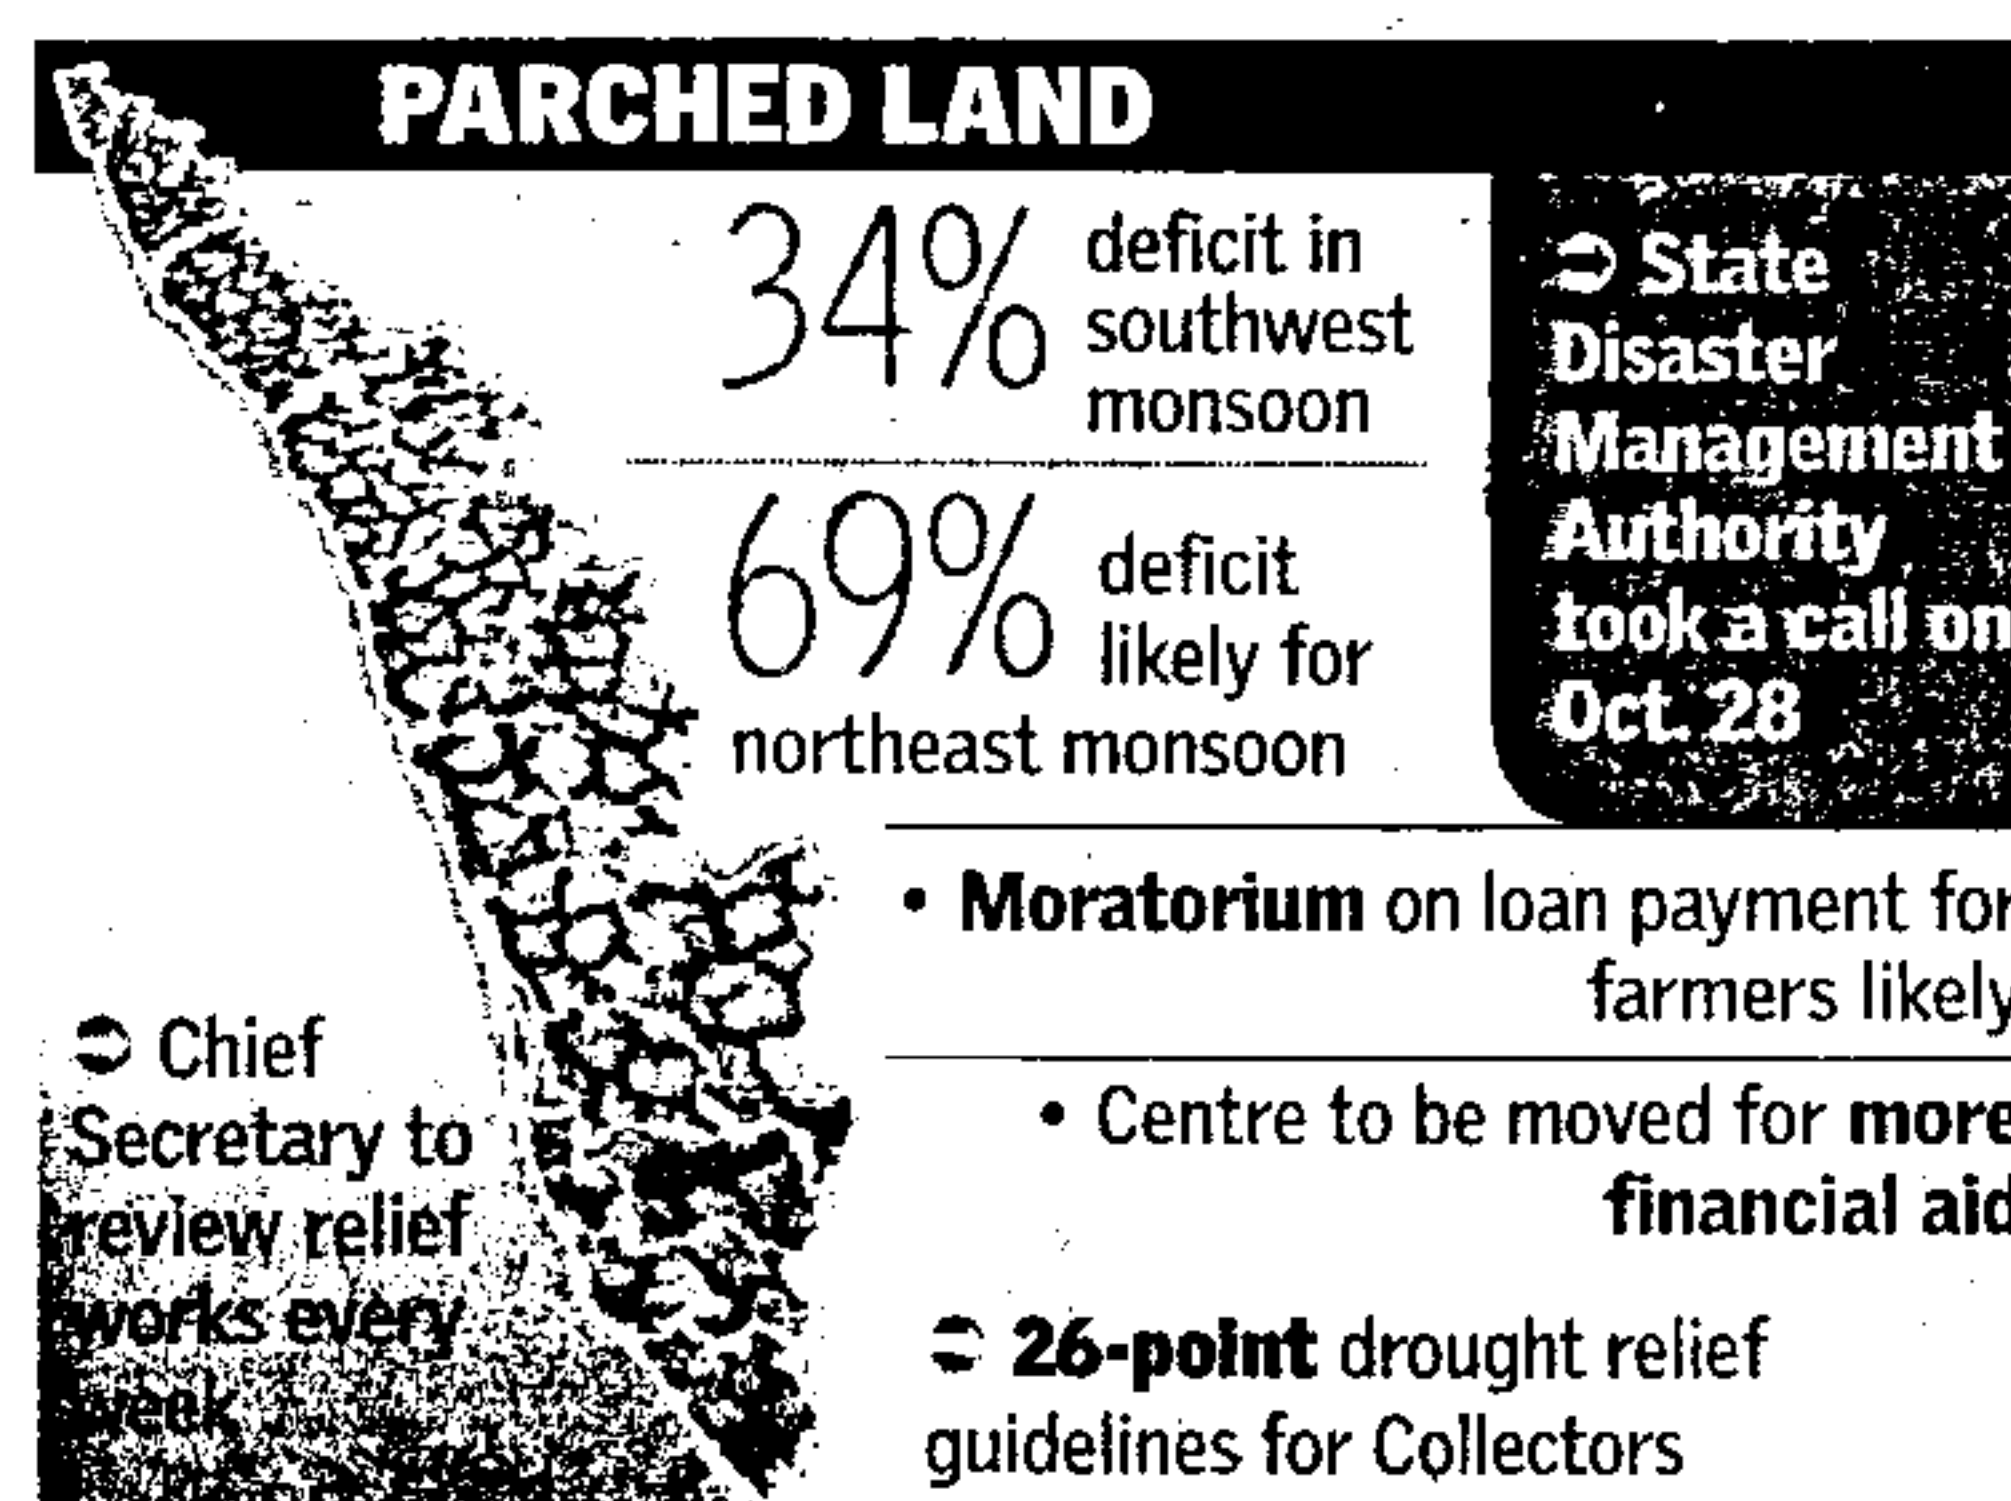 PARCHED LAND
34% deficit in
southwest
monsoon
69% deficit
likely for
northeast monsoon
➲ State
Disaster
Management
Authority
took a call on
Oct. 28
• Moratorium on loan payment for
farmers likely
• Centre to be moved for more
financial aid
➲ Chief
Secretary to
review relief
works every
week
➲ 26-point drought relief
guidelines for Collectors